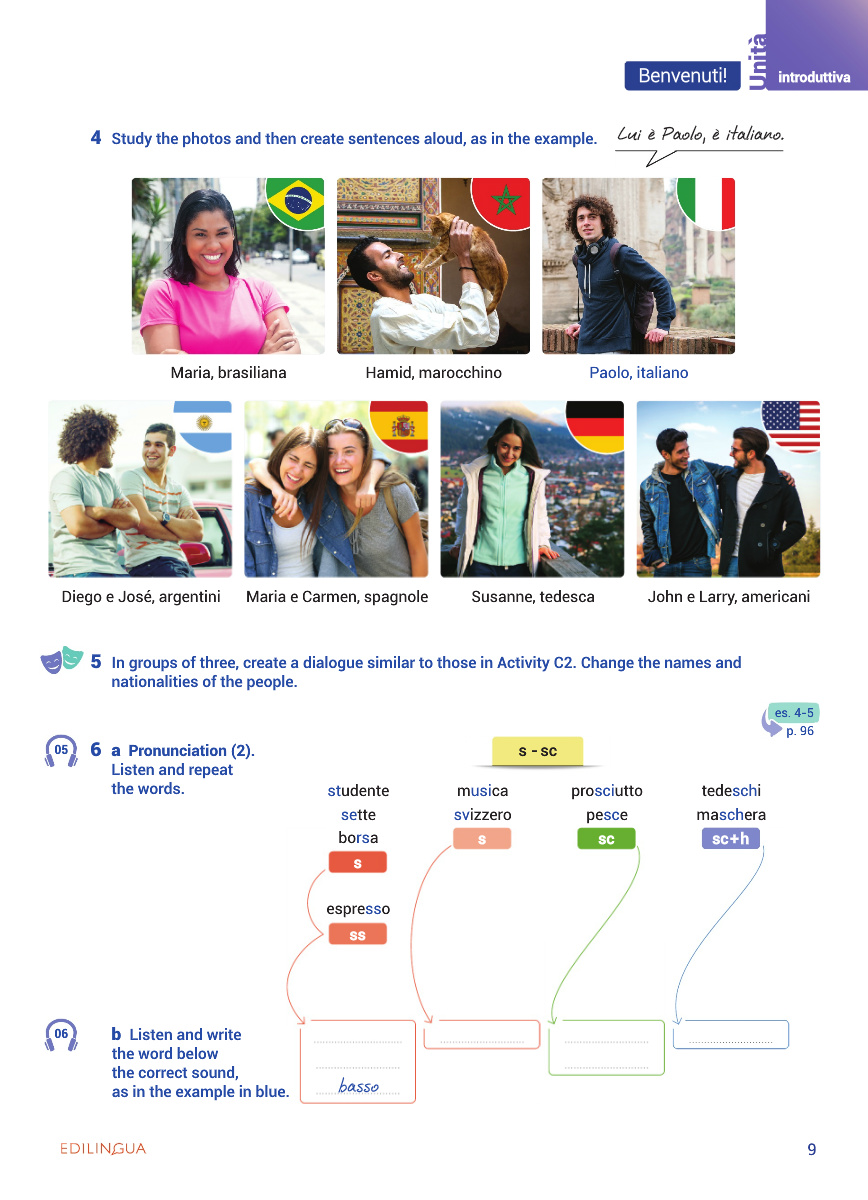 Benvenuti!
Unità
introduttiva
4 Study the photos and then create sentences aloud, as in the example.
Lui è Paolo, è italiano.
Maria, brasiliana
Hamid, marocchino
Paolo, italiano
Diego e José, argentini
Maria e Carmen, spagnole
Susanne, tedesca
John e Larry, americani
5 In groups of three, create a dialogue similar to those in Activity C2. Change the names and
nationalities of the people.
es. 4-5
p. 96
05
6 a Pronunciation (2).
Listen and repeat
the words.
s - sc
studente
sette
borsa
s
espresso
ss
musica
svizzero
s
prosciutto
pesce
sc
tedeschi
maschera
sc+h
06
b Listen and write
the word below
the correct sound,
as in the example in blue.
basso
EDILINGUA
9